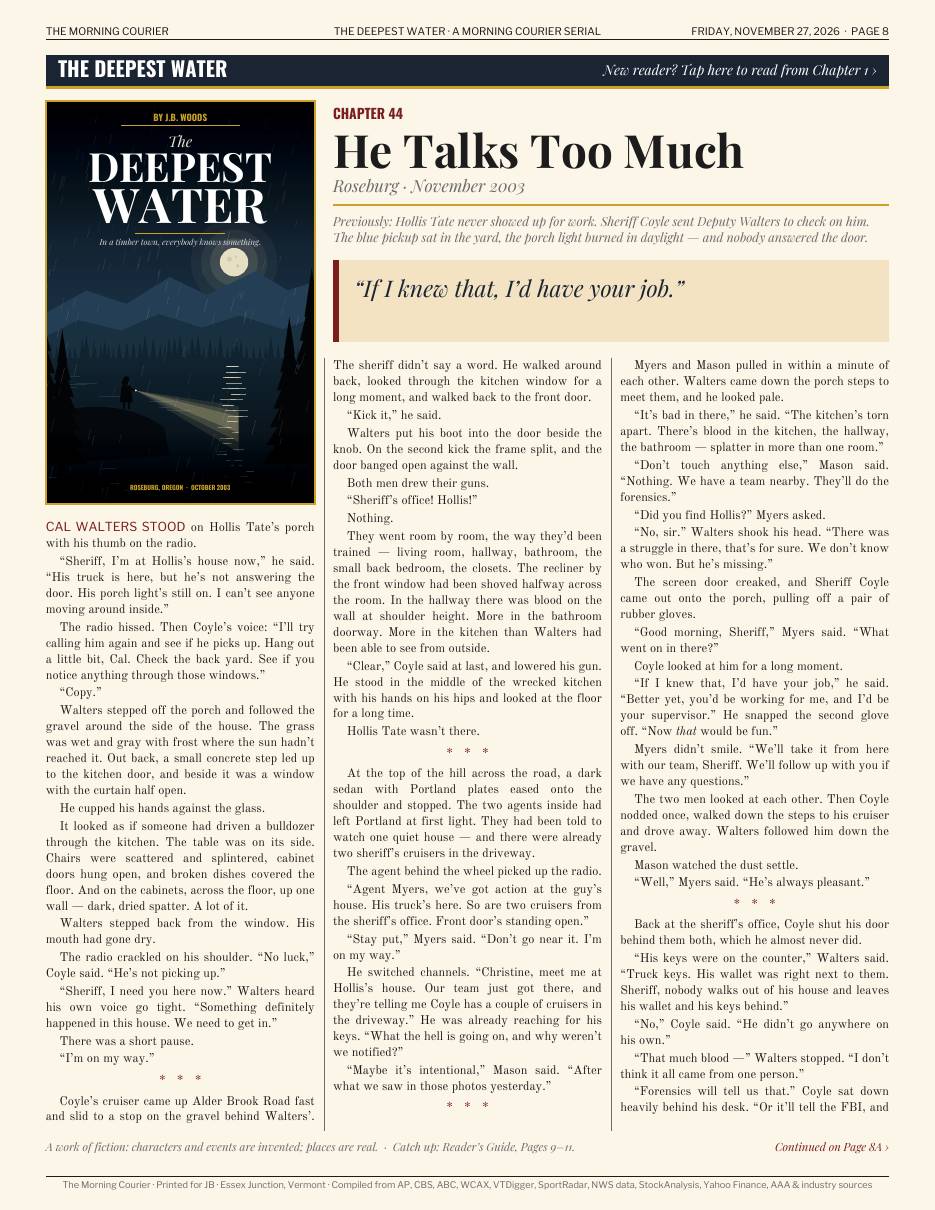 THE MORNING COURIER
THE DEEPEST WATER · A MORNING COURIER SERIAL
FRIDAY, NOVEMBER 27, 2026 · PAGE 8
THE DEEPEST WATER
New reader? Tap here to read from Chapter 1 ›
BY J.B. WOODS
The
DEEPEST
WATER
In a timber town, everybody knows something.
ROSEBURG, OREGON · OCTOBER 2003
CHAPTER 44
He Talks Too Much
Roseburg · November 2003
Previously: Hollis Tate never showed up for work. Sheriff Coyle sent Deputy Walters to check on him.
The blue pickup sat in the yard, the porch light burned in daylight — and nobody answered the door.
“If I knew that, I’d have your job.”
CAL WALTERS STOOD on Hollis Tate’s porch
with his thumb on the radio.
“Sheriff, I’m at Hollis’s house now,” he said.
“His truck is here, but he’s not answering the
door. His porch light’s still on. I can’t see anyone
moving around inside.”
The radio hissed. Then Coyle’s voice: “I’ll try
calling him again and see if he picks up. Hang out
a little bit, Cal. Check the back yard. See if you
notice anything through those windows.”
“Copy.”
Walters stepped off the porch and followed the
gravel around the side of the house. The grass
was wet and gray with frost where the sun hadn’t
reached it. Out back, a small concrete step led up
to the kitchen door, and beside it was a window
with the curtain half open.
He cupped his hands against the glass.
It looked as if someone had driven a bulldozer
through the kitchen. The table was on its side.
Chairs were scattered and splintered, cabinet
doors hung open, and broken dishes covered the
floor. And on the cabinets, across the floor, up one
wall — dark, dried spatter. A lot of it.
Walters stepped back from the window. His
mouth had gone dry.
The radio crackled on his shoulder. “No luck,”
Coyle said. “He’s not picking up.”
“Sheriff, I need you here now.” Walters heard
his own voice go tight. “Something definitely
happened in this house. We need to get in.”
There was a short pause.
“I’m on my way.”
* * *
Coyle’s cruiser came up Alder Brook Road fast
and slid to a stop on the gravel behind Walters’.
The sheriff didn’t say a word. He walked around
back, looked through the kitchen window for a
long moment, and walked back to the front door.
“Kick it,” he said.
Walters put his boot into the door beside the
knob. On the second kick the frame split, and the
door banged open against the wall.
Both men drew their guns.
“Sheriff’s office! Hollis!”
Nothing.
They went room by room, the way they’d been
trained — living room, hallway, bathroom, the
small back bedroom, the closets. The recliner by
the front window had been shoved halfway across
the room. In the hallway there was blood on the
wall at shoulder height. More in the bathroom
doorway. More in the kitchen than Walters had
been able to see from outside.
“Clear,” Coyle said at last, and lowered his gun.
He stood in the middle of the wrecked kitchen
with his hands on his hips and looked at the floor
for a long time.
Hollis Tate wasn’t there.
* * *
At the top of the hill across the road, a dark
sedan with Portland plates eased onto the
shoulder and stopped. The two agents inside had
left Portland at first light. They had been told to
watch one quiet house — and there were already
two sheriff’s cruisers in the driveway.
The agent behind the wheel picked up the radio.
“Agent Myers, we’ve got action at the guy’s
house. His truck’s here. So are two cruisers from
the sheriff’s office. Front door’s standing open.”
“Stay put,” Myers said. “Don’t go near it. I’m
on my way.”
He switched channels. “Christine, meet me at
Hollis’s house. Our team just got there, and
they’re telling me Coyle has a couple of cruisers in
the driveway.” He was already reaching for his
keys. “What the hell is going on, and why weren’t
we notified?”
“Maybe it’s intentional,” Mason said. “After
what we saw in those photos yesterday.”
* * *
Myers and Mason pulled in within a minute of
each other. Walters came down the porch steps to
meet them, and he looked pale.
“It’s bad in there,” he said. “The kitchen’s torn
apart. There’s blood in the kitchen, the hallway,
the bathroom — splatter in more than one room.”
“Don’t touch anything else,” Mason said.
“Nothing. We have a team nearby. They’ll do the
forensics.”
“Did you find Hollis?” Myers asked.
“No, sir.” Walters shook his head. “There was
a struggle in there, that’s for sure. We don’t know
who won. But he’s missing.”
The screen door creaked, and Sheriff Coyle
came out onto the porch, pulling off a pair of
rubber gloves.
“Good morning, Sheriff,” Myers said. “What
went on in there?”
Coyle looked at him for a long moment.
“If I knew that, I’d have your job,” he said.
“Better yet, you’d be working for me, and I’d be
your supervisor.” He snapped the second glove
off. “Now that would be fun.”
Myers didn’t smile. “We’ll take it from here
with our team, Sheriff. We’ll follow up with you if
we have any questions.”
The two men looked at each other. Then Coyle
nodded once, walked down the steps to his cruiser
and drove away. Walters followed him down the
gravel.
Mason watched the dust settle.
“Well,” Myers said. “He’s always pleasant.”
* * *
Back at the sheriff’s office, Coyle shut his door
behind them both, which he almost never did.
“His keys were on the counter,” Walters said.
“Truck keys. His wallet was right next to them.
Sheriff, nobody walks out of his house and leaves
his wallet and his keys behind.”
“No,” Coyle said. “He didn’t go anywhere on
his own.”
“That much blood —” Walters stopped. “I don’t
think it all came from one person.”
“Forensics will tell us that.” Coyle sat down
heavily behind his desk. “Or it’ll tell the FBI, and
A work of fiction: characters and events are invented; places are real. · Catch up: Reader’s Guide, Pages 9–11.
Continued on Page 8A ›
The Morning Courier · Printed for JB · Essex Junction, Vermont · Compiled from AP, CBS, ABC, WCAX, VTDigger, SportRadar, NWS data, StockAnalysis, Yahoo Finance, AAA & industry sources